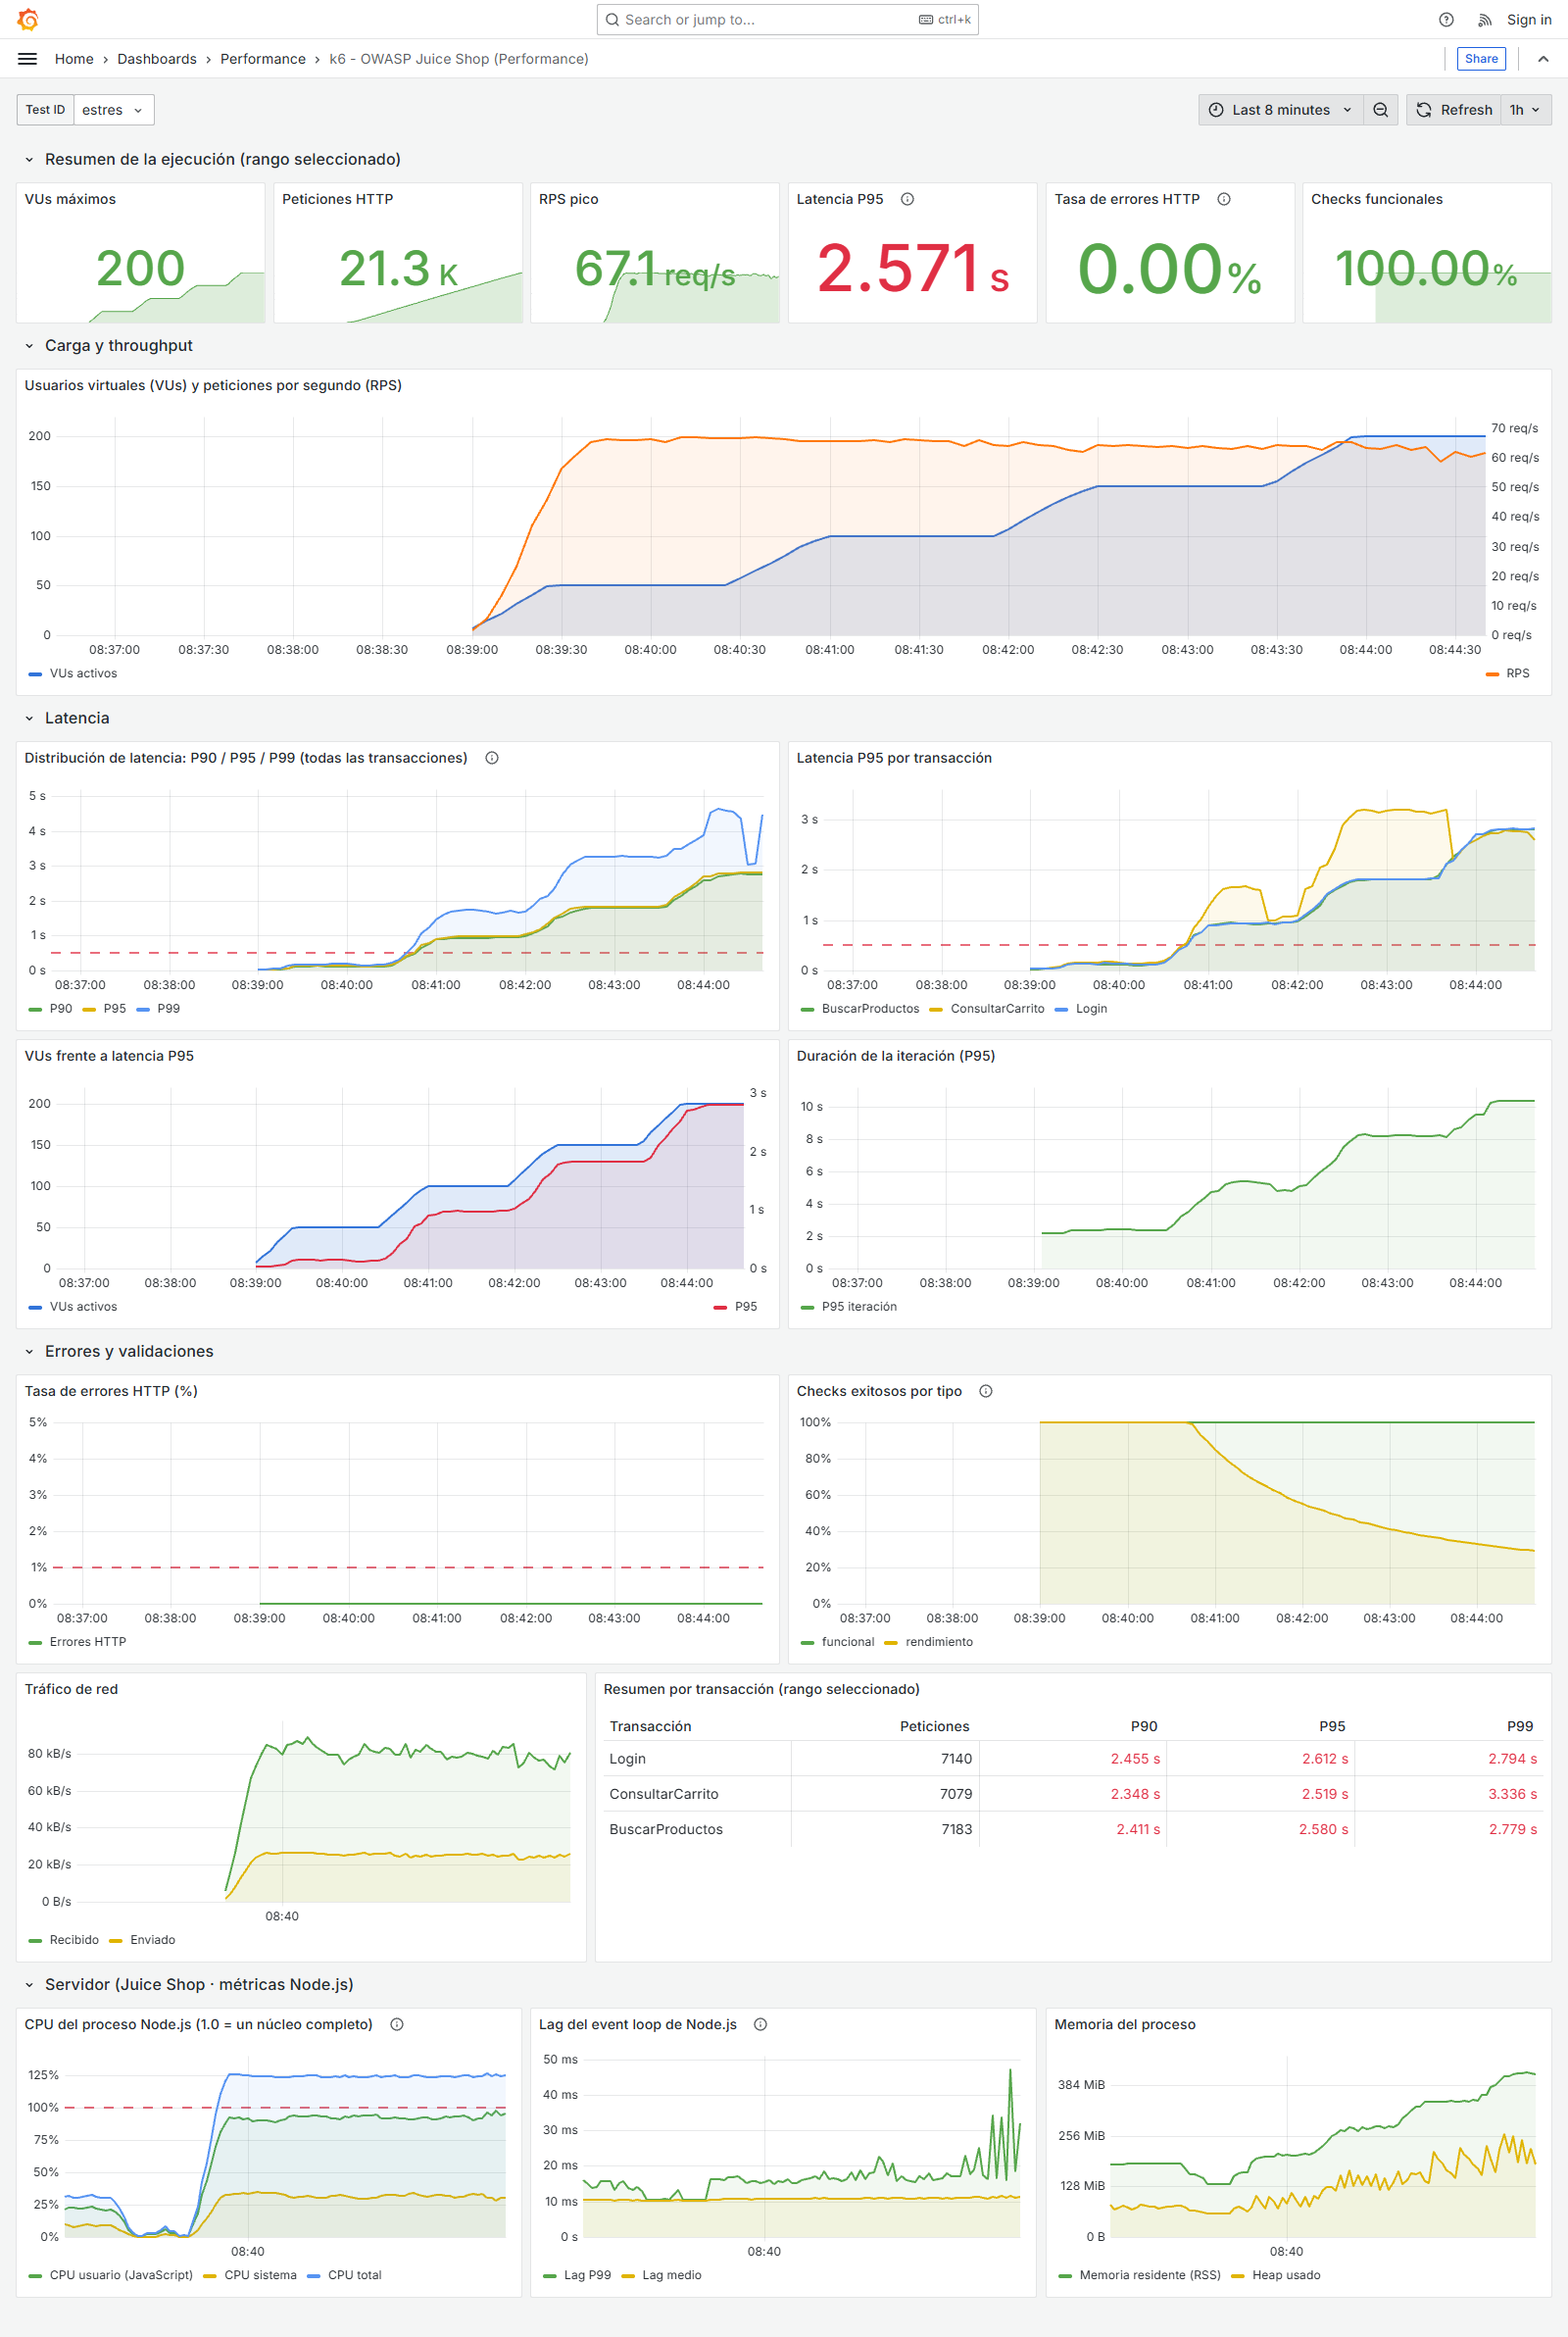 Search or jump to... ctrl+k Sign in
Home › Dashboards › Performance › k6 - OWASP Juice Shop (Performance) Share
Test ID estres Last 8 minutes Refresh 1h
Resumen de la ejecución (rango seleccionado)
VUs máximos
200
Peticiones HTTP
21.3 K
RPS pico
67.1 req/s
Latencia P95
2.571 s
Tasa de errores HTTP
0.00%
Checks funcionales
100.00%
Carga y throughput
Usuarios virtuales (VUs) y peticiones por segundo (RPS)
200
150
100
50
0
70 req/s
60 req/s
50 req/s
40 req/s
30 req/s
20 req/s
10 req/s
0 req/s
08:37:00 08:37:30 08:38:00 08:38:30 08:39:00 08:39:30 08:40:00 08:40:30 08:41:00 08:41:30 08:42:00 08:42:30 08:43:00 08:43:30 08:44:00 08:44:30
VUs activos RPS
Latencia
Distribución de latencia: P90 / P95 / P99 (todas las transacciones)
5 s
4 s
3 s
2 s
1 s
0 s
08:37:00 08:38:00 08:39:00 08:40:00 08:41:00 08:42:00 08:43:00 08:44:00
P90 P95 P99
Latencia P95 por transacción
3 s
2 s
1 s
0 s
08:37:00 08:38:00 08:39:00 08:40:00 08:41:00 08:42:00 08:43:00 08:44:00
BuscarProductos ConsultarCarrito Login
VUs frente a latencia P95
200
150
100
50
0
3 s
2 s
1 s
0 s
08:37:00 08:38:00 08:39:00 08:40:00 08:41:00 08:42:00 08:43:00 08:44:00
VUs activos P95
Duración de la iteración (P95)
10 s
8 s
6 s
4 s
2 s
0 s
08:37:00 08:38:00 08:39:00 08:40:00 08:41:00 08:42:00 08:43:00 08:44:00
P95 iteración
Errores y validaciones
Tasa de errores HTTP (%)
5%
4%
3%
2%
1%
0%
08:37:00 08:38:00 08:39:00 08:40:00 08:41:00 08:42:00 08:43:00 08:44:00
Errores HTTP
Checks exitosos por tipo
100%
80%
60%
40%
20%
0%
08:37:00 08:38:00 08:39:00 08:40:00 08:41:00 08:42:00 08:43:00 08:44:00
funcional rendimiento
Tráfico de red
80 kB/s
60 kB/s
40 kB/s
20 kB/s
0 B/s
08:40
Recibido Enviado
Resumen por transacción (rango seleccionado)
Transacción Peticiones P90 P95 P99
Login 7140 2.455 s 2.612 s 2.794 s
ConsultarCarrito 7079 2.348 s 2.519 s 3.336 s
BuscarProductos 7183 2.411 s 2.580 s 2.779 s
Servidor (Juice Shop · métricas Node.js)
CPU del proceso Node.js (1.0 = un núcleo completo)
125%
100%
75%
50%
25%
0%
08:40
CPU usuario (JavaScript) CPU sistema CPU total
Lag del event loop de Node.js
50 ms
40 ms
30 ms
20 ms
10 ms
0 s
08:40
Lag P99 Lag medio
Memoria del proceso
384 MiB
256 MiB
128 MiB
0 B
08:40
Memoria residente (RSS) Heap usado